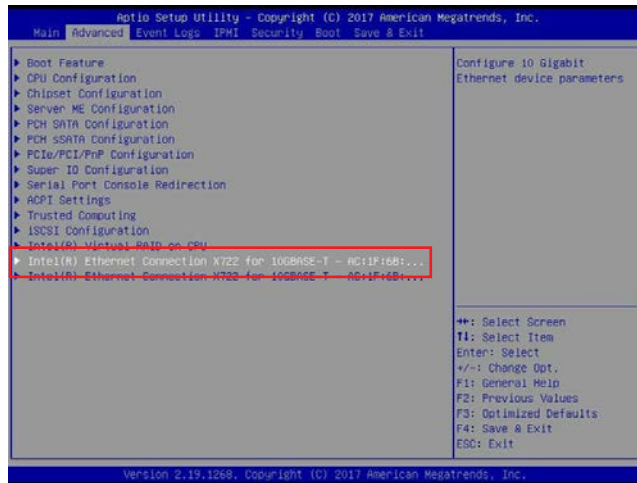 Aptio Setup Utility - Copyright (C) 2017 American Megatrends, Inc.
Main Advanced Event Logs IPMI Security Boot Save & Exit
Boot Feature
CPU Configuration
Chipset Configuration
Server ME Configuration
PCH SATA Configuration
PCH sSATA Configuration
PCIe/PCI/PnP Configuration
Super IO Configuration
Serial Port Console Redirection
ACPI Settings
Trusted Computing
iSCSI Configuration
Intel(R) Virtual RAID on CPU
Intel(R) Ethernet Connection X722 for 10GBASE-T - AC:1F:6B:...
Intel(R) Ethernet Connection X722 for 10GBASE-T - AC:1F:6B:...
Configure 10 Gigabit
Ethernet device parameters
→←: Select Screen
↑↓: Select Item
Enter: Select
+/-: Change Opt.
F1: General Help
F2: Previous Values
F3: Optimized Defaults
F4: Save & Exit
ESC: Exit
Version 2.19.1268. Copyright (C) 2017 American Megatrends, Inc.